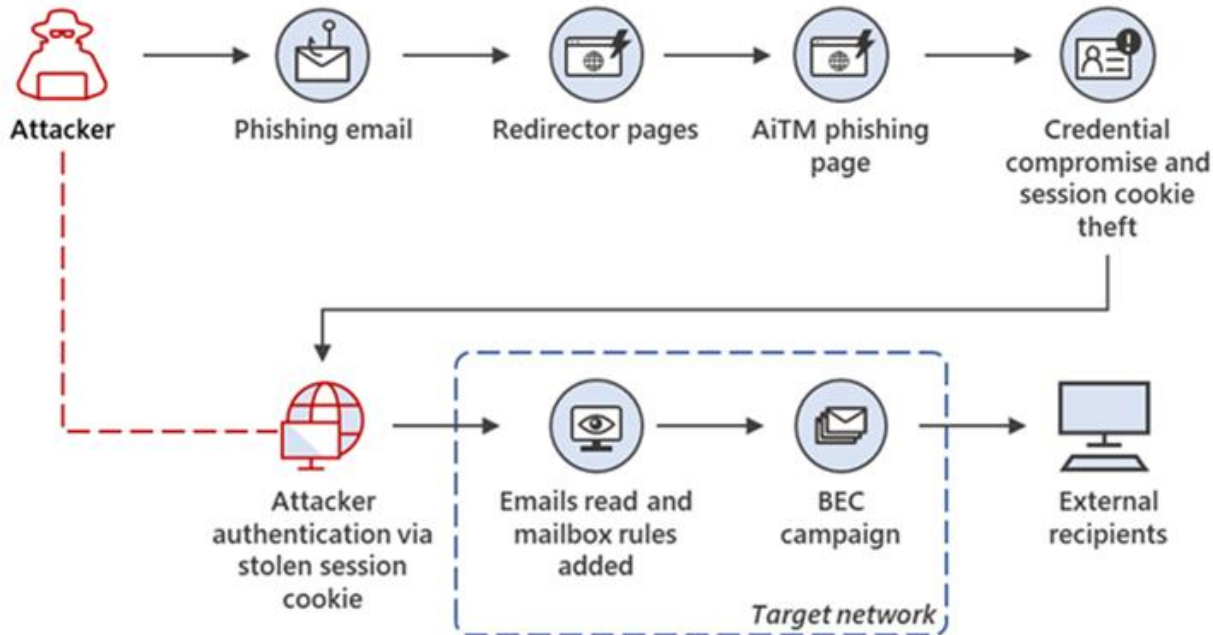 Attacker
Phishing email
Redirector pages
AiTM phishing
page
Credential
compromise and
session cookie
theft
Attacker
authentication via
stolen session
cookie
Emails read and
mailbox rules
added
BEC
campaign
External
recipients
Target network